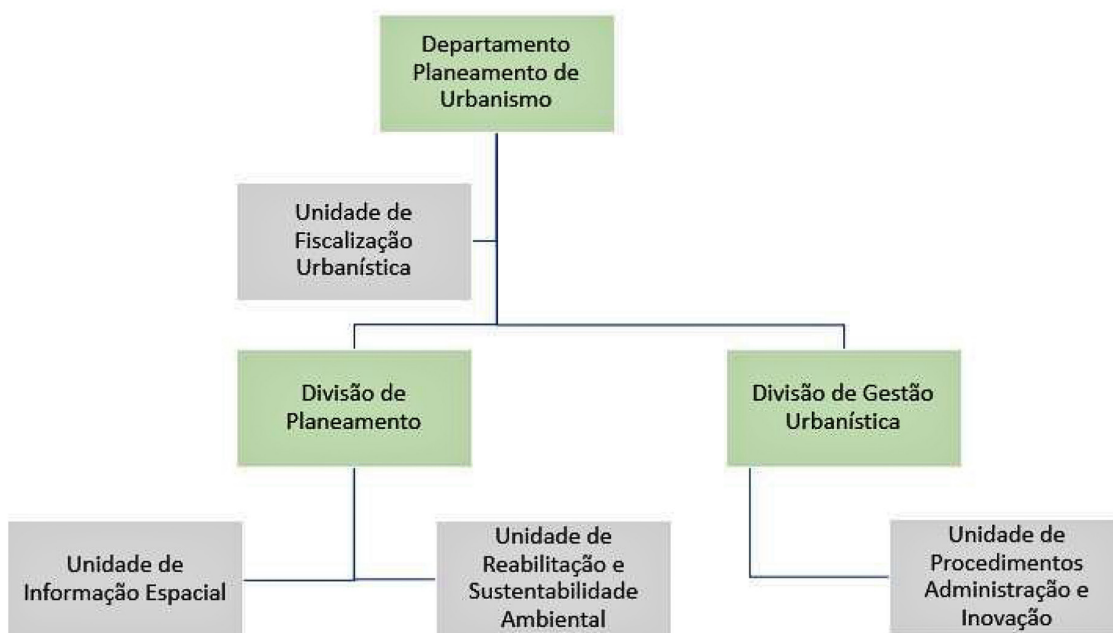 Departamento
Planeamento de
Urbanismo
Unidade de
Fiscalização
Urbanística
Divisão de
Planeamento
Divisão de Gestão
Urbanística
Unidade de
Informação Espacial
Unidade de
Reabilitação e
Sustentabilidade
Ambiental
Unidade de
Procedimentos
Administração e
Inovação